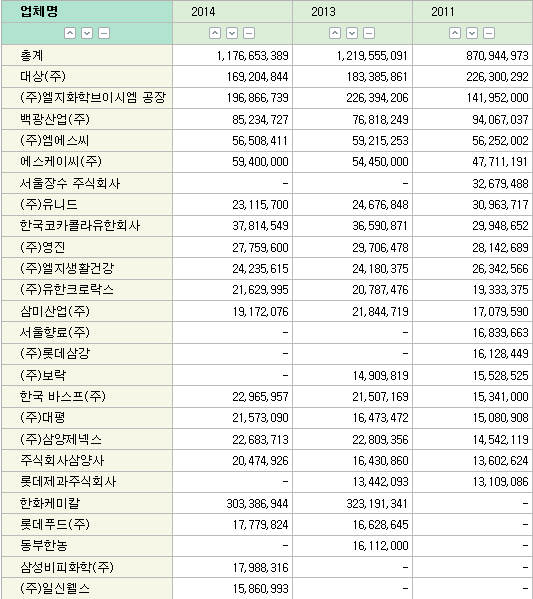 업체명 2014 2013 2011
총계 1,176,653,389 1,219,555,091 870,944,973
대상(주) 169,204,844 183,385,861 226,300,292
(주)엘지화학브이시엠 공장 196,866,739 226,394,206 141,952,000
백광산업(주) 85,234,727 76,818,249 94,067,037
(주)엠에스씨 56,508,411 59,215,253 56,252,002
에스케이씨(주) 59,400,000 54,450,000 47,711,191
서울장수 주식회사 - - 32,679,488
(주)유니드 23,115,700 24,676,848 30,963,717
한국코카콜라유한회사 37,814,549 36,590,871 29,948,652
(주)영진 27,759,600 29,706,478 28,142,689
(주)엘지생활건강 24,235,615 24,180,375 26,342,566
(주)유한크로락스 21,629,995 20,787,476 19,333,375
삼미산업(주) 19,172,076 21,844,719 17,079,590
서울향료(주) - - 16,839,663
(주)롯데삼강 - - 16,128,449
(주)보락 - 14,909,819 15,528,525
한국 바스프(주) 22,965,957 21,507,169 15,341,000
(주)대평 21,573,090 16,473,472 15,080,908
(주)삼양제넥스 22,683,713 22,809,356 14,542,119
주식회사삼양사 20,474,926 16,430,860 13,602,624
롯데제과주식회사 - 13,442,093 13,109,086
한화케미칼 303,386,944 323,191,341 -
롯데푸드(주) 17,779,824 16,628,645 -
동부한농 - 16,112,000 -
삼성비피화학(주) 17,988,316 - -
(주)일신웰스 15,860,993 - -